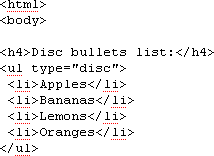 <html>
<body>
<h4>Disc bullets list:</h4>
<ul type="disc">
<li>Apples</li>
<li>Bananas</li>
<li>Lemons</li>
<li>Oranges</li>
</ul>